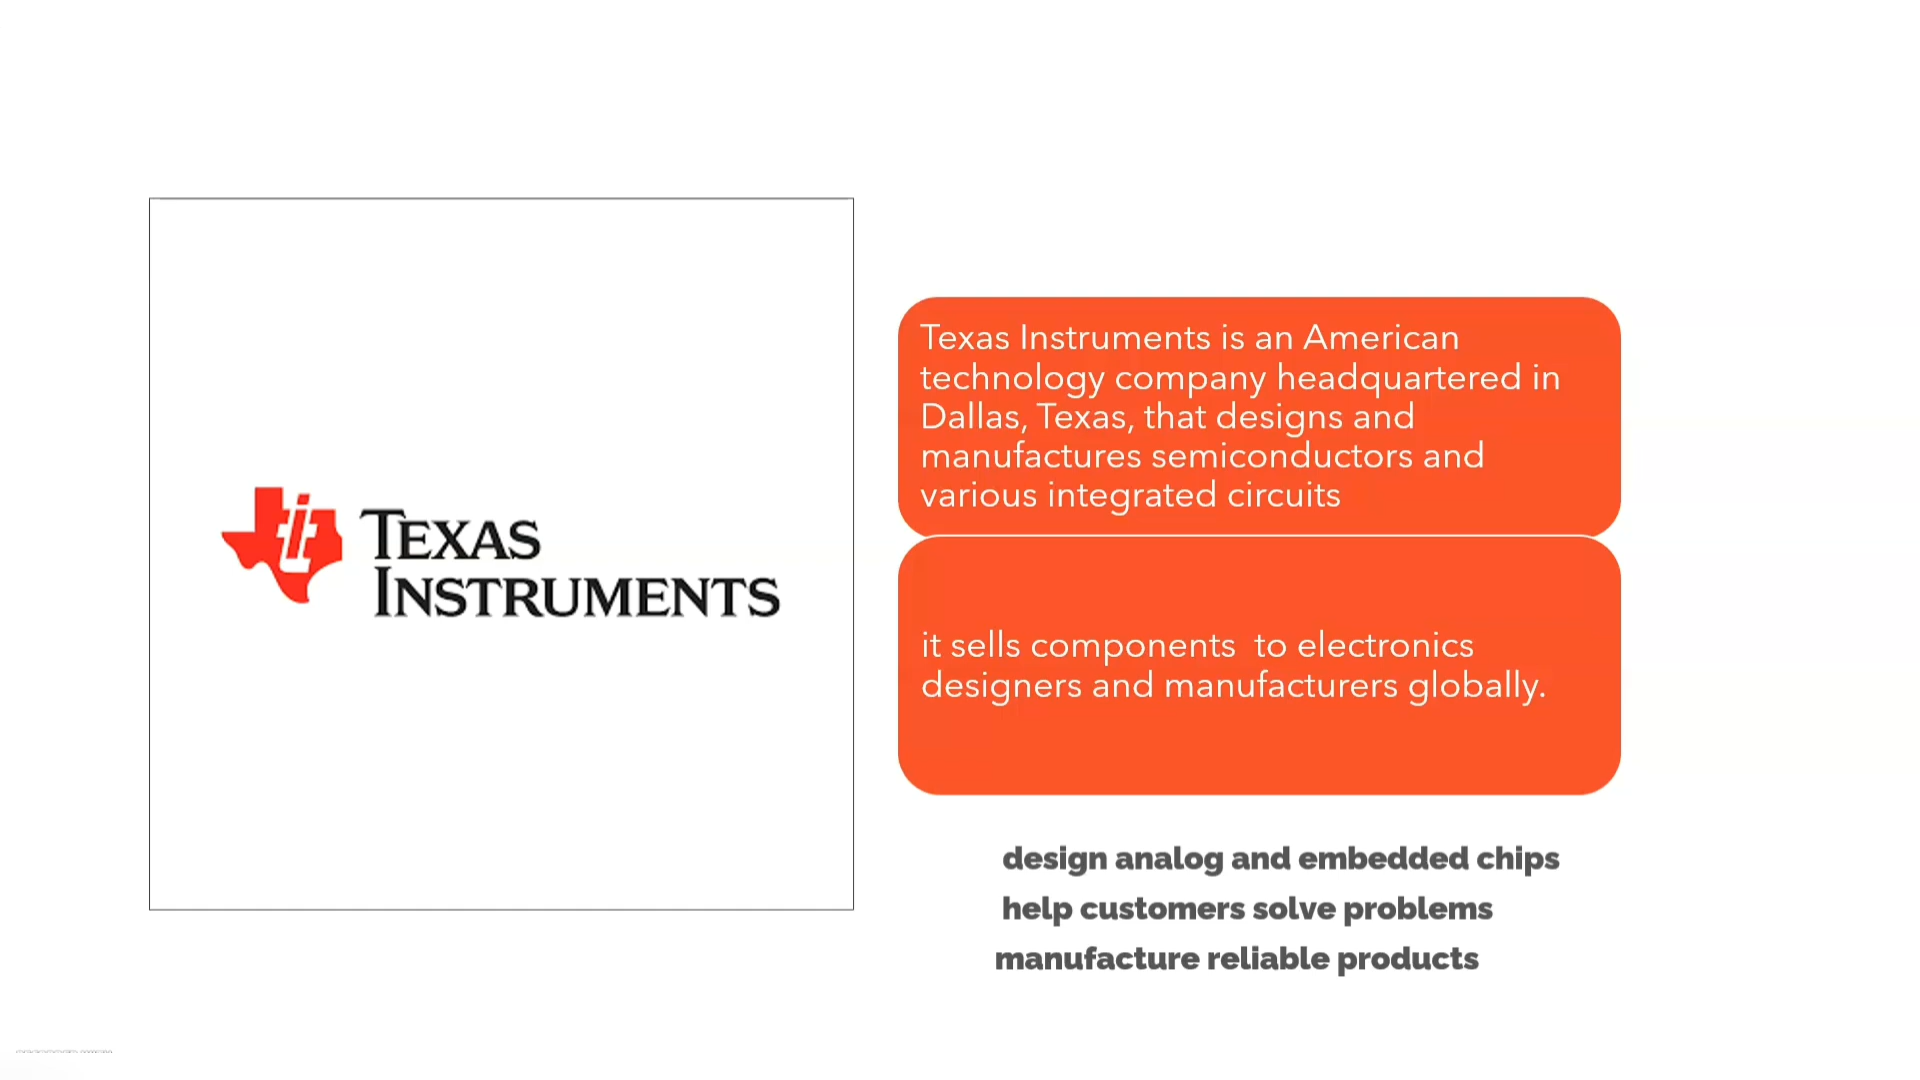 ti TEXAS
INSTRUMENTS
Texas Instruments is an American
technology company headquartered in
Dallas, Texas, that designs and
manufactures semiconductors and
various integrated circuits
it sells components  to electronics
designers and manufacturers globally.
design analog and embedded chips
help customers solve problems
manufacture reliable products